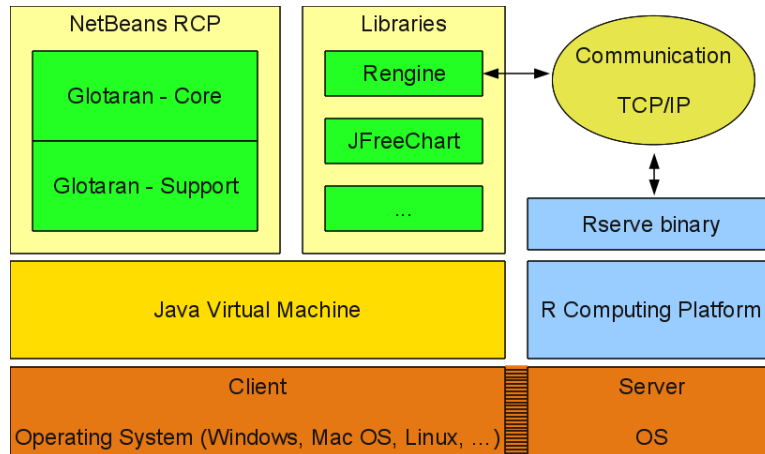 NetBeans RCP
Glotaran - Core
Glotaran - Support
Libraries
Rengine
JFreeChart
...
Communication
TCP/IP
Rserve binary
Java Virtual Machine
R Computing Platform
Client
Operating System (Windows, Mac OS, Linux, ...)
Server
OS